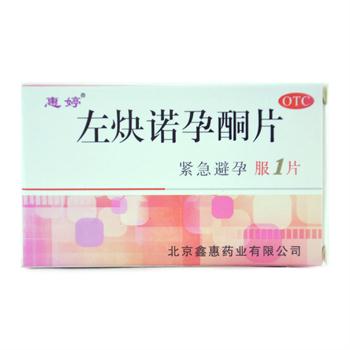 惠婷®
OTC
左炔诺孕酮片
紧急避孕 服1片
北京鑫惠药业有限公司